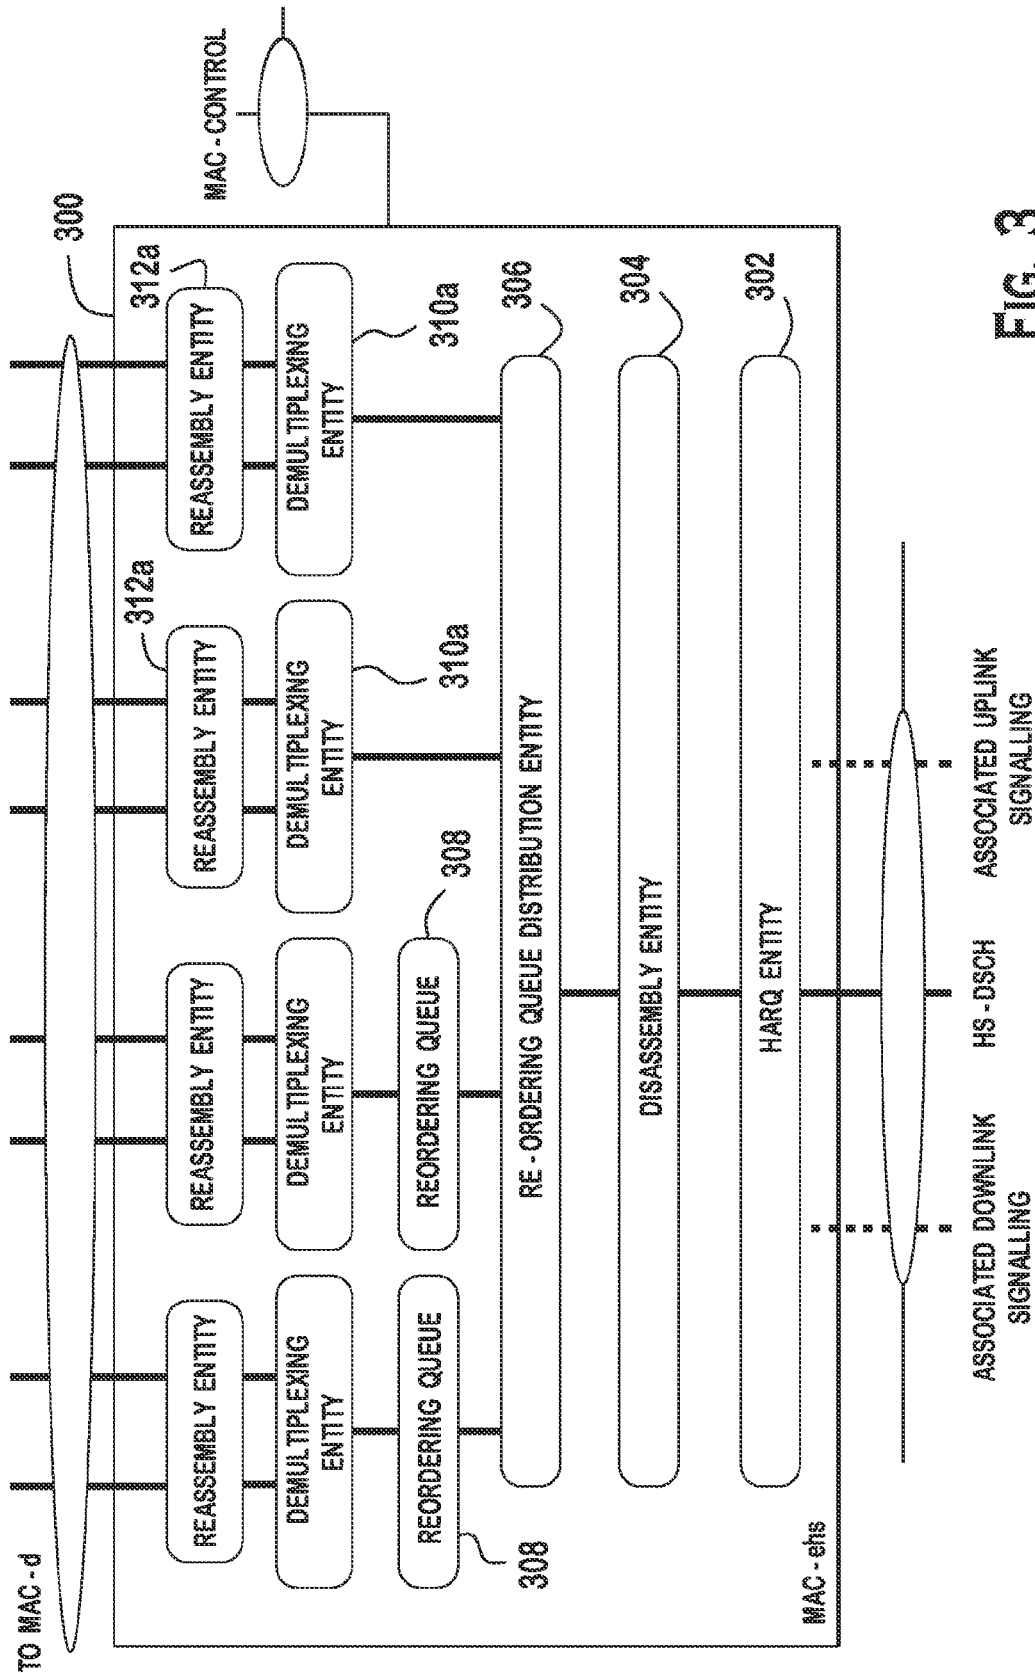 TO MAC-d
300
MAC-CONTROL
312a
312a
REASSEMBLY ENTITY
REASSEMBLY ENTITY
REASSEMBLY ENTITY
REASSEMBLY ENTITY
DEMULTIPLEXING
ENTITY
DEMULTIPLEXING
ENTITY
DEMULTIPLEXING
ENTITY
DEMULTIPLEXING
ENTITY
310a
310a
REORDERING QUEUE
REORDERING QUEUE
308
308
RE-ORDERING QUEUE DISTRIBUTION ENTITY
306
DISASSEMBLY ENTITY
304
HARQ ENTITY
302
MAC-ehs
ASSOCIATED DOWNLINK
SIGNALLING
HS-DSCH
ASSOCIATED UPLINK
SIGNALLING
FIG. 3